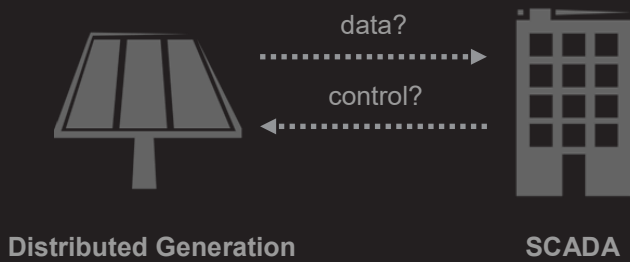 data?
control?
Distributed Generation
SCADA